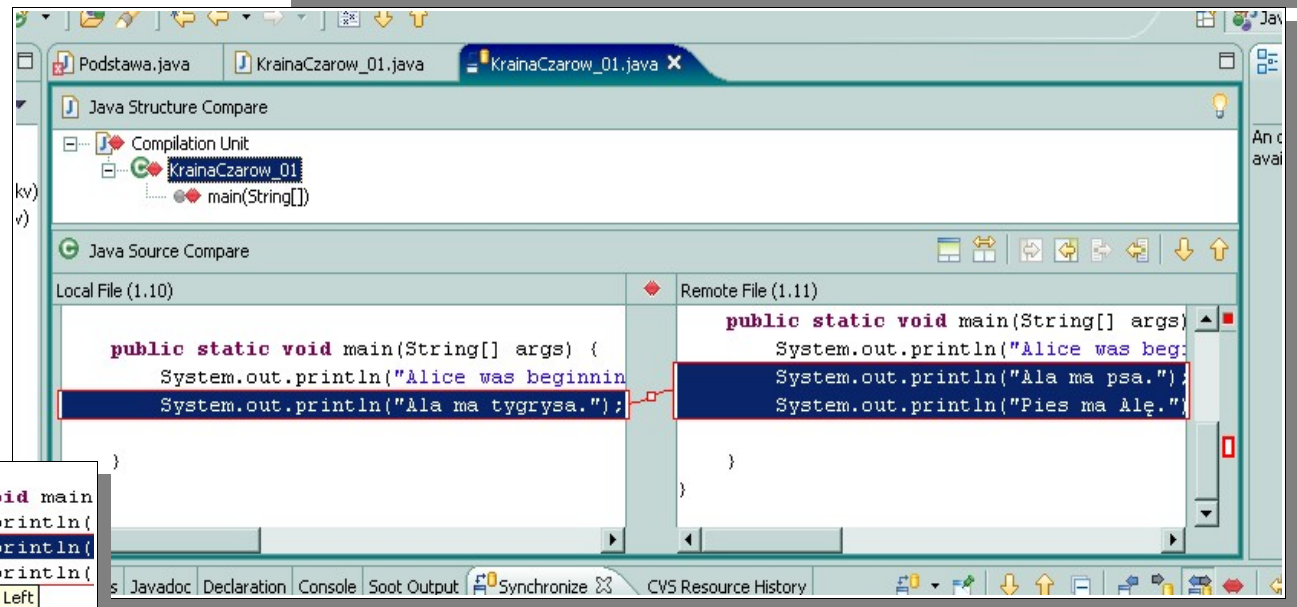 Jav
Podstawa.java KrainaCzarow_01.java KrainaCzarow_01.java
Java Structure Compare
Compilation Unit
KrainaCzarow_01
main(String[])
kv)
v)
Java Source Compare
Local File (1.10)
public static void main(String[] args) {
System.out.println("Alice was beginnin
System.out.println("Ala ma tygrysa.");
}
Remote File (1.11)
public static void main(String[] args)
System.out.println("Alice was beg
System.out.println("Ala ma psa.");
System.out.println("Pies ma Alę.")
}
}
An
avai
oid main
println(
println(
println(
Left
s Javadoc Declaration Console Soot Output Synchronize CVS Resource History